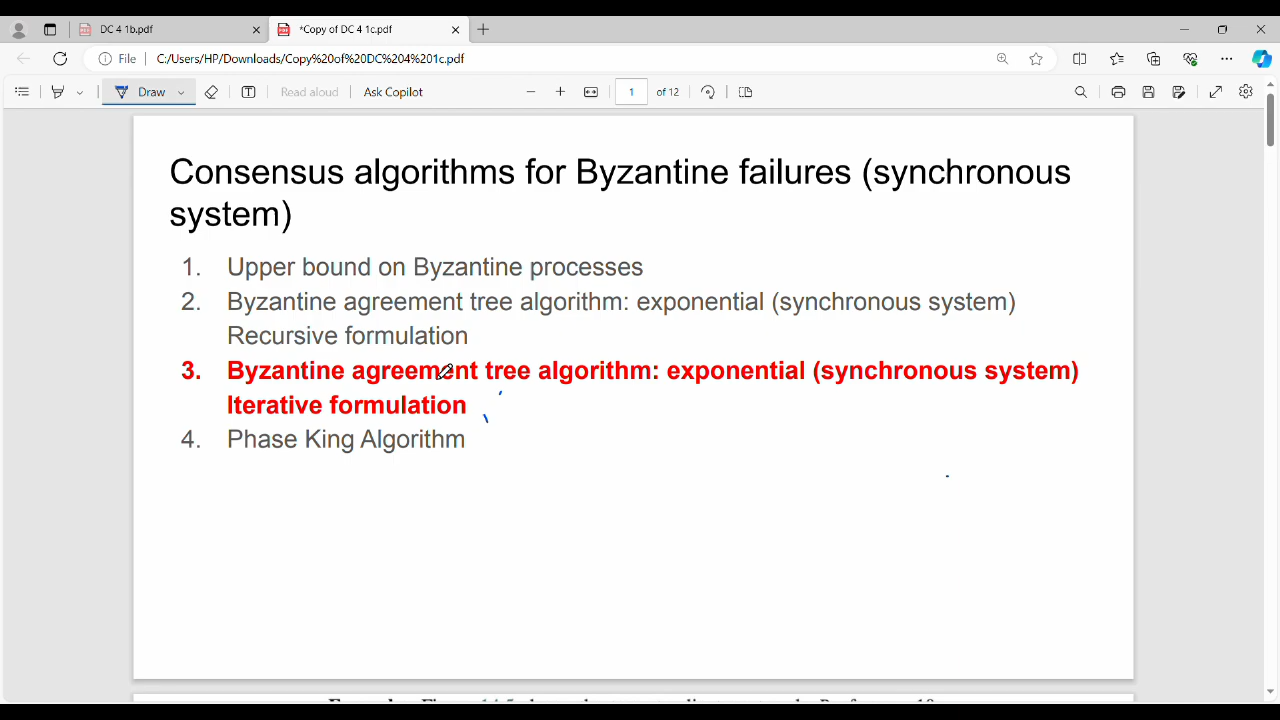 DC 4 1b.pdf
*Copy of DC 4 1c.pdf
File C:/Users/HP/Downloads/Copy%20of%20DC%204%201c.pdf
Draw Read aloud Ask Copilot 1 of 12
Consensus algorithms for Byzantine failures (synchronous
system)
1. Upper bound on Byzantine processes
2. Byzantine agreement tree algorithm: exponential (synchronous system)
Recursive formulation
3. Byzantine agreement tree algorithm: exponential (synchronous system)
Iterative formulation
4. Phase King Algorithm